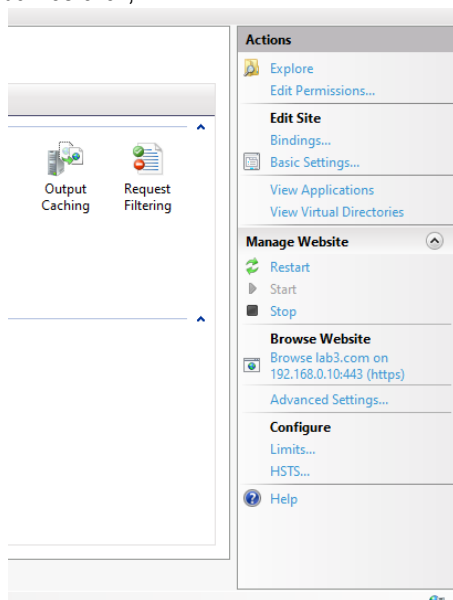 Actions
Explore
Edit Permissions...
Edit Site
Bindings...
Basic Settings...
View Applications
View Virtual Directories
Manage Website
Restart
Start
Stop
Browse Website
Browse lab3.com on
192.168.0.10:443 (https)
Advanced Settings...
Configure
Limits...
HSTS...
Help
Output
Caching
Request
Filtering